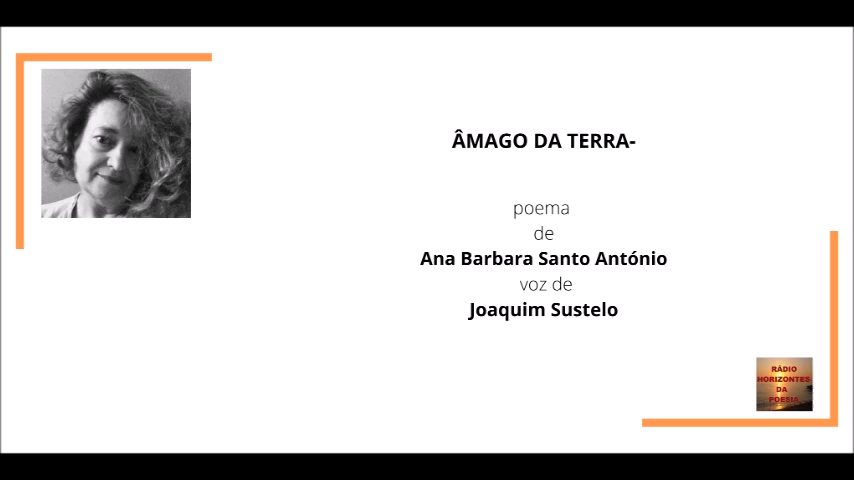 ÂMAGO DA TERRA-
poema
de
Ana Barbara Santo António
voz de
Joaquim Sustelo
RÁDIO
HORIZONTES
DA
POESIA